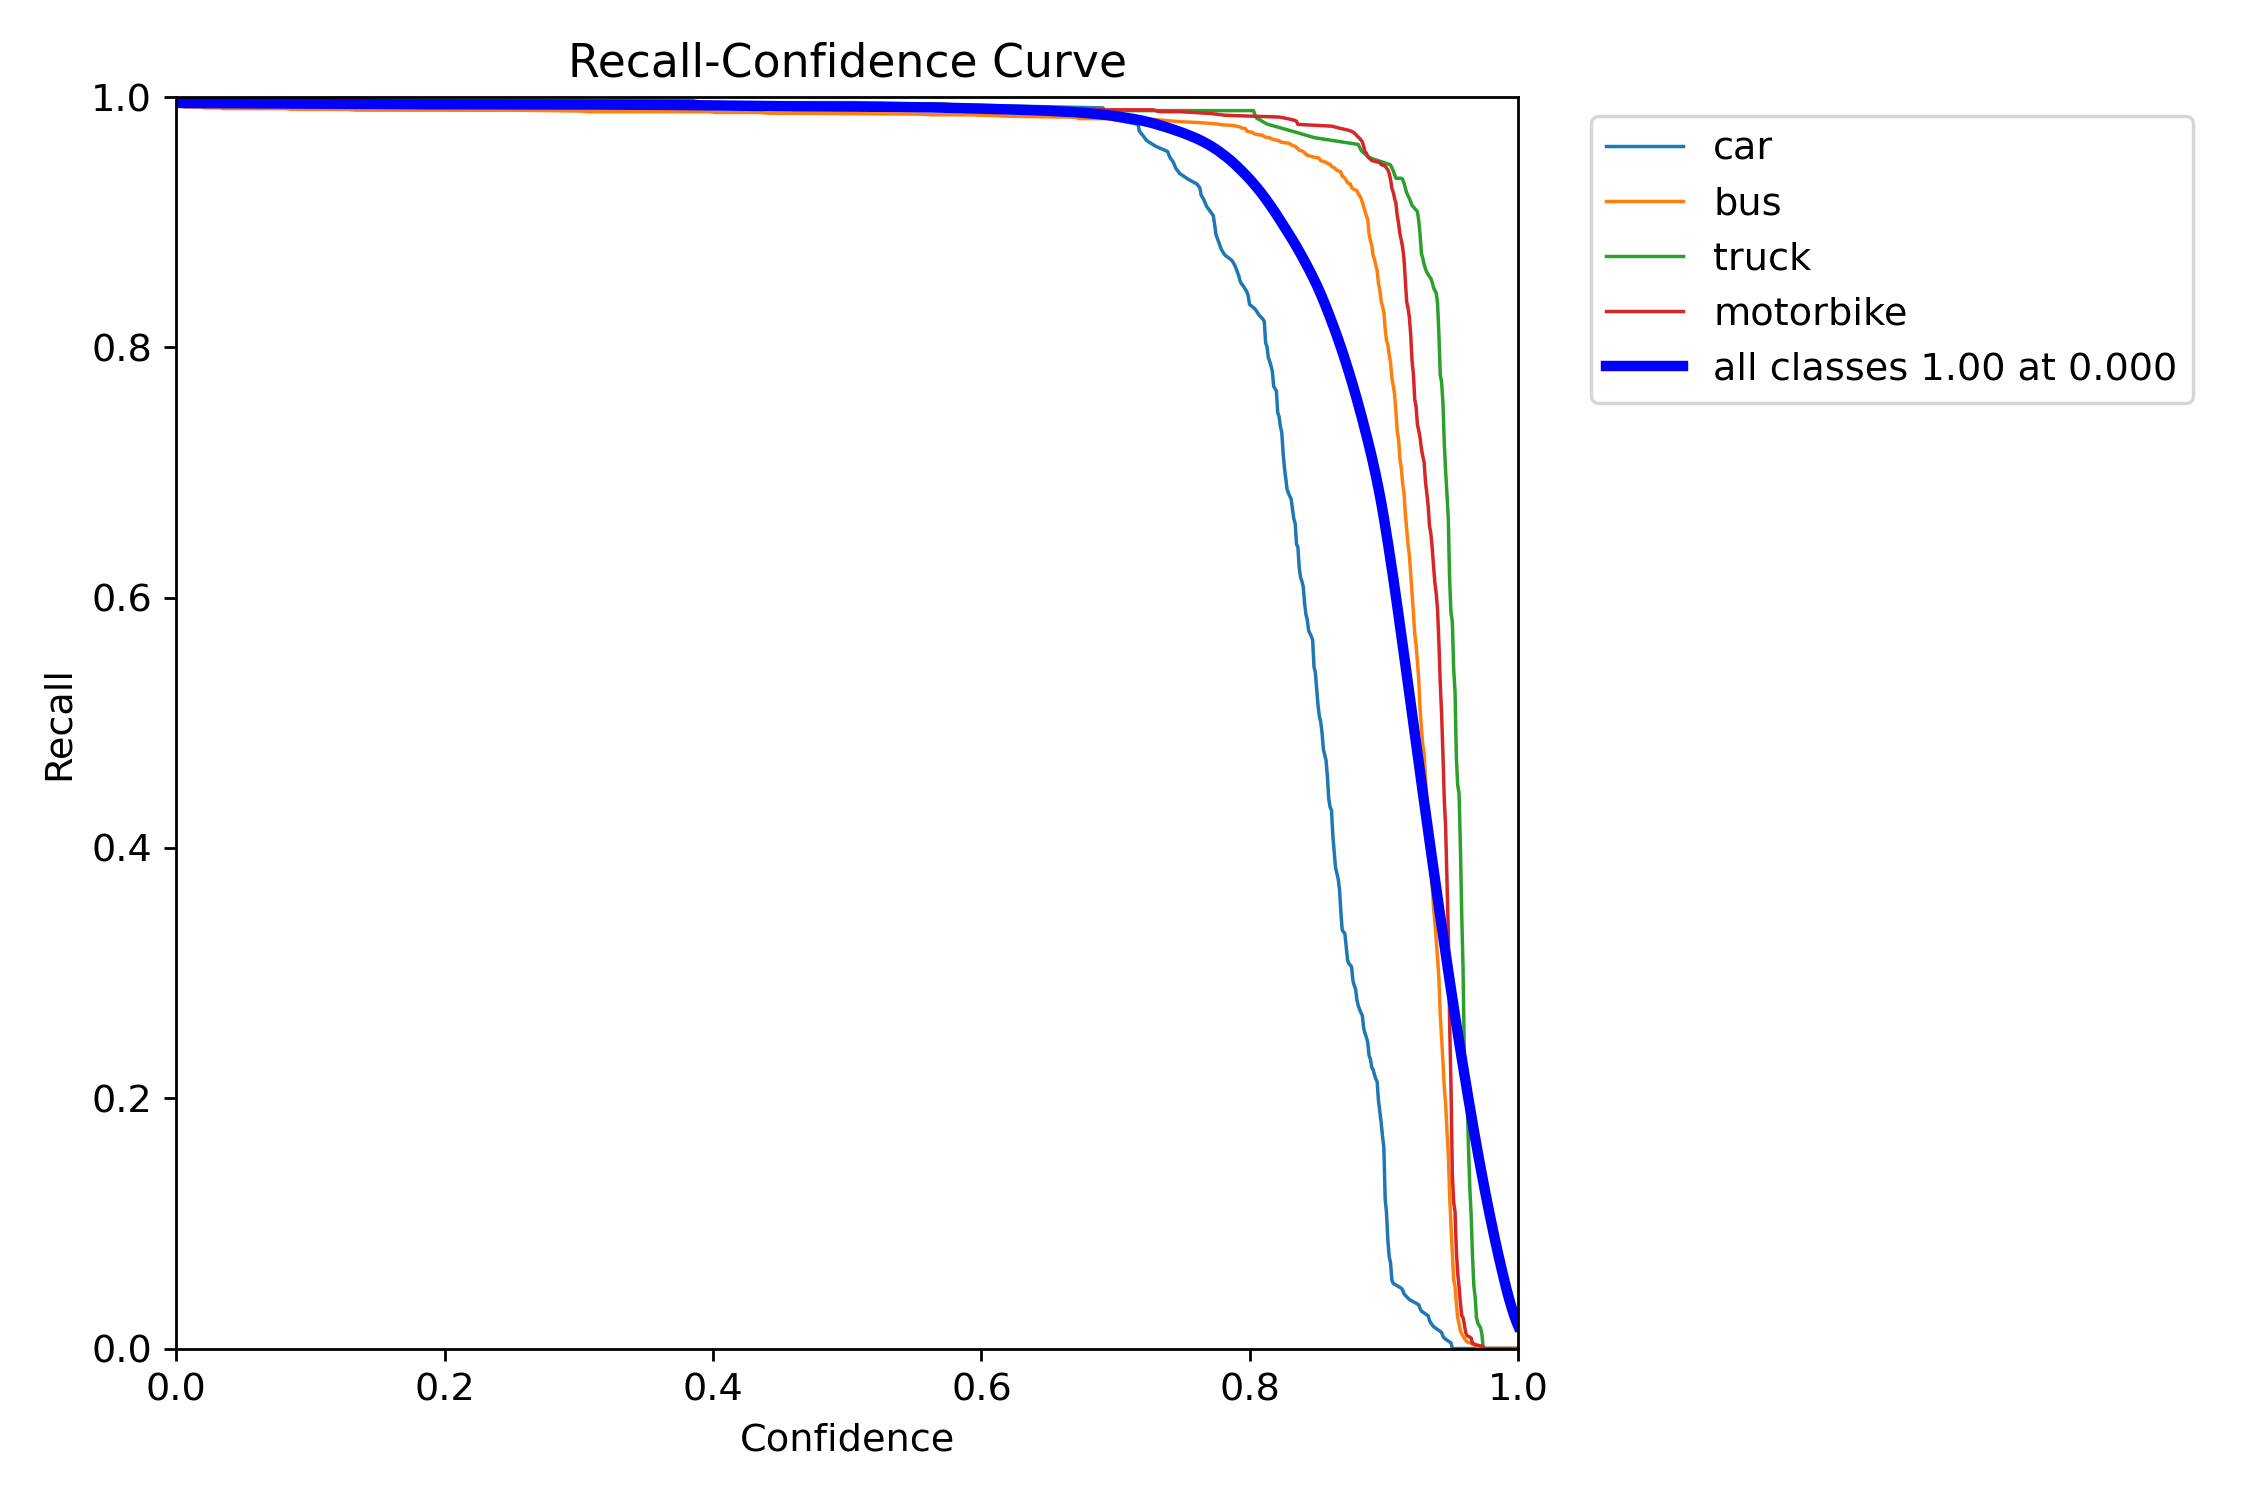 Recall-Confidence Curve
1.0
0.8
0.6
0.4
0.2
0.0
Recall
0.0 0.2 0.4 0.6 0.8 1.0
Confidence
car
bus
truck
motorbike
all classes 1.00 at 0.000